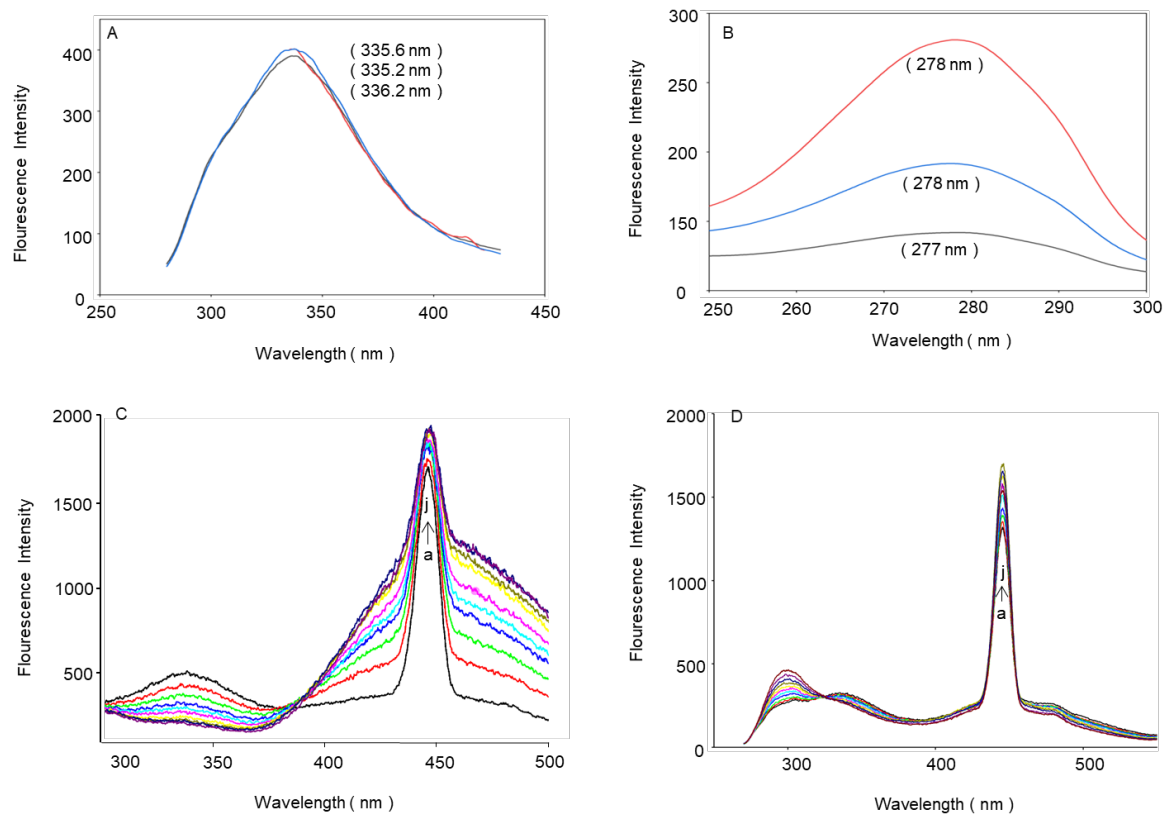 A
400
300
200
100
0
250
300
350
400
450
( 335.6 nm )
( 335.2 nm )
( 336.2 nm )
Flourescence Intensity
Wavelength ( nm )
B
300
250
200
150
0
250
260
270
280
290
300
( 278 nm )
( 278 nm )
( 277 nm )
Flourescence Intensity
Wavelength ( nm )
C
2000
1500
1000
500
300
350
400
450
500
j
a
Flourescence Intensity
Wavelength ( nm )
D
2000
1500
1000
500
0
300
400
500
j
a
Flourescence Intensity
Wavelength ( nm )